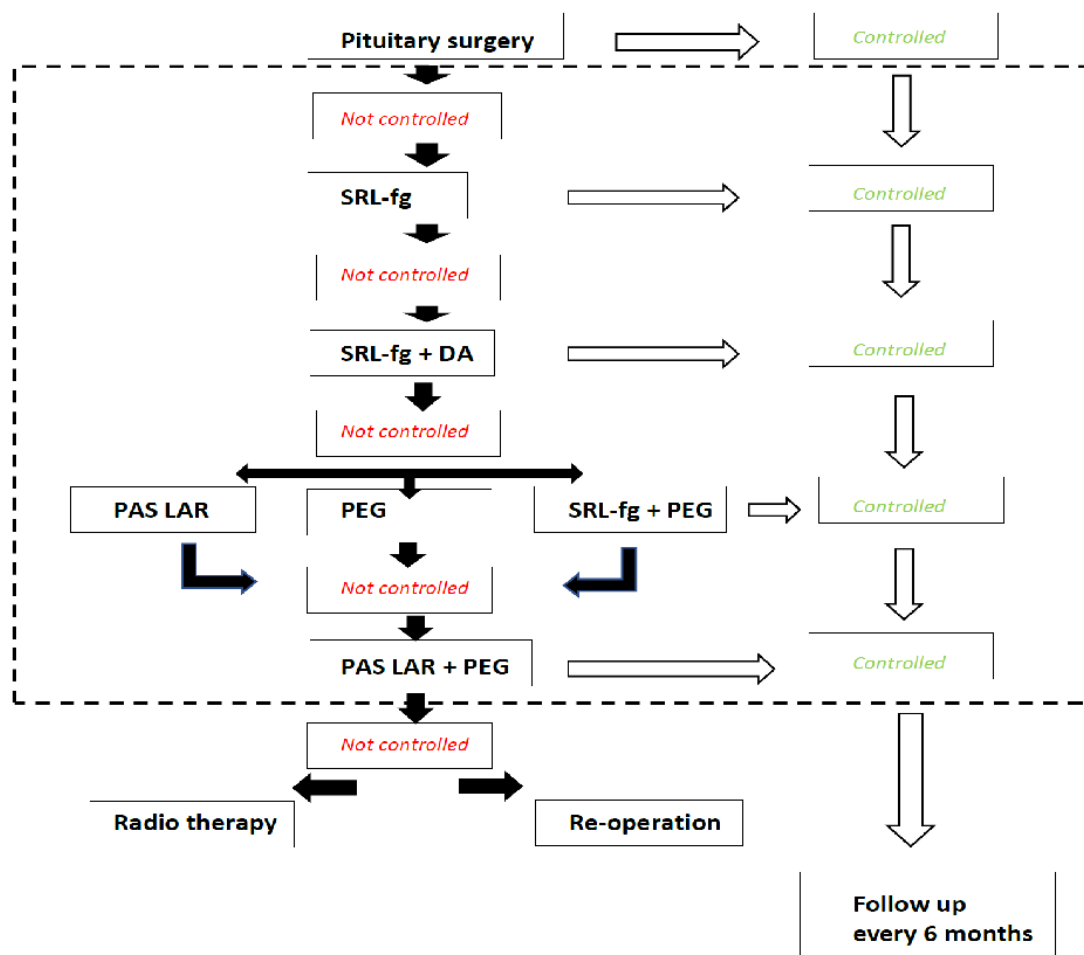 Pituitary surgery
Controlled
Not controlled
SRL-fg
Controlled
Not controlled
SRL-fg + DA
Controlled
Not controlled
PAS LAR
PEG
SRL-fg + PEG
Controlled
Not controlled
PAS LAR + PEG
Controlled
Not controlled
Radio therapy
Re-operation
Follow up
every 6 months